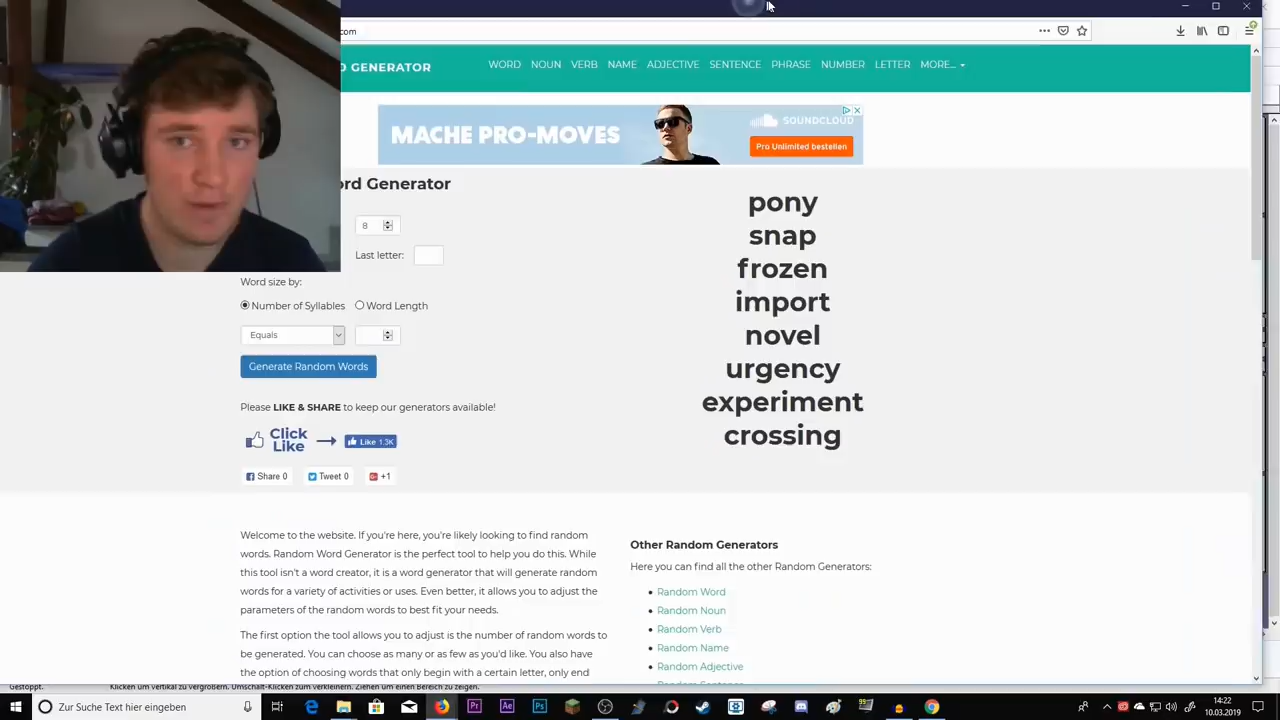 com
D GENERATOR
WORD NOUN VERB NAME ADJECTIVE SENTENCE PHRASE NUMBER LETTER MORE...
MACHE PRO-MOVES
SOUNDCLOUD
Pro Unlimited bestellen
rd Generator
8
Last letter:
Word size by:
Number of Syllables Word Length
Equals
Generate Random Words
Please LIKE & SHARE to keep our generators available!
Click
Like
Like 1.3K
Share 0 Tweet 0 +1
pony
snap
frozen
import
novel
urgency
experiment
crossing
Welcome to the website. If you're here, you're likely looking to find random
words. Random Word Generator is the perfect tool to help you do this. While
this tool isn't a word creator, it is a word generator that will generate random
words for a variety of activities or uses. Even better, it allows you to adjust the
parameters of the random words to best fit your needs.
The first option the tool allows you to adjust is the number of random words to
be generated. You can choose as many or as few as you'd like. You also have
the option of choosing words that only begin with a certain letter, only end
Other Random Generators
Here you can find all the other Random Generators:
Random Word
Random Noun
Random Verb
Random Name
Random Adjective
Gestoppt. Klicken um vertikal zu vergrößern. Umschalt-Klicken zum verkleinern. Ziehen um einen Bereich zu zeigen.
Zur Suche Text hier eingeben
14:22
10.03.2019